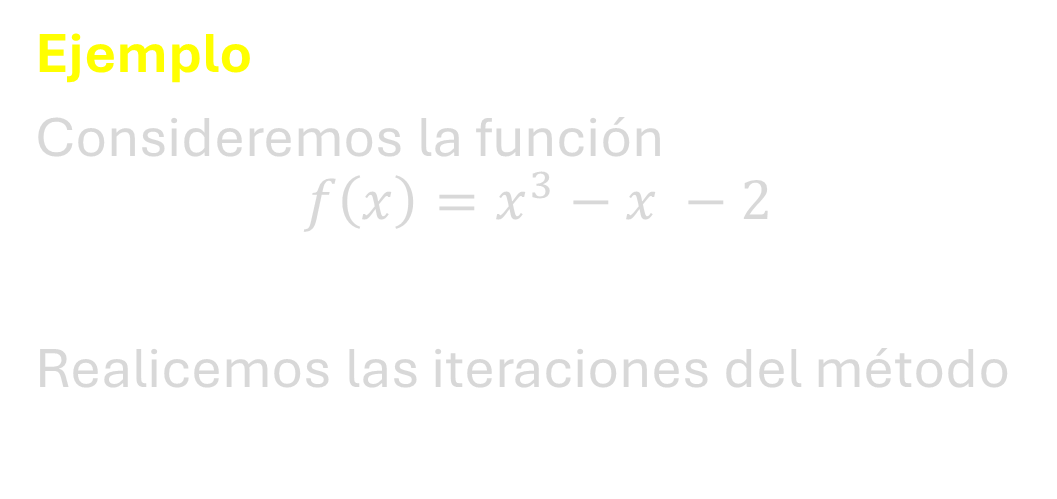 Ejemplo
Consideremos la función
f(x) = x³ − x − 2
Realicemos las iteraciones del método